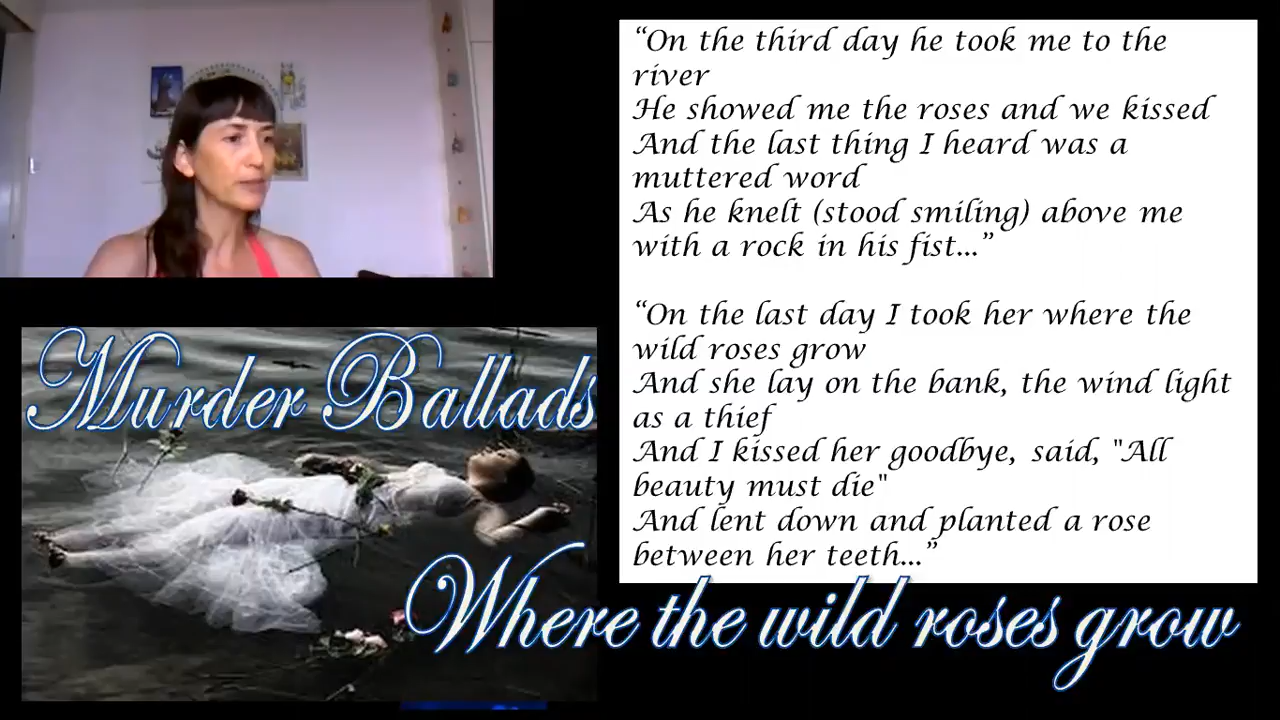 “On the third day he took me to the
river
He showed me the roses and we kissed
And the last thing I heard was a
muttered word
As he knelt (stood smiling) above me
with a rock in his fist...”
“On the last day I took her where the
wild roses grow
And she lay on the bank, the wind light
as a thief
And I kissed her goodbye, said, "All
beauty must die"
And lent down and planted a rose
between her teeth...”
Murder Ballads
Where the wild roses grow